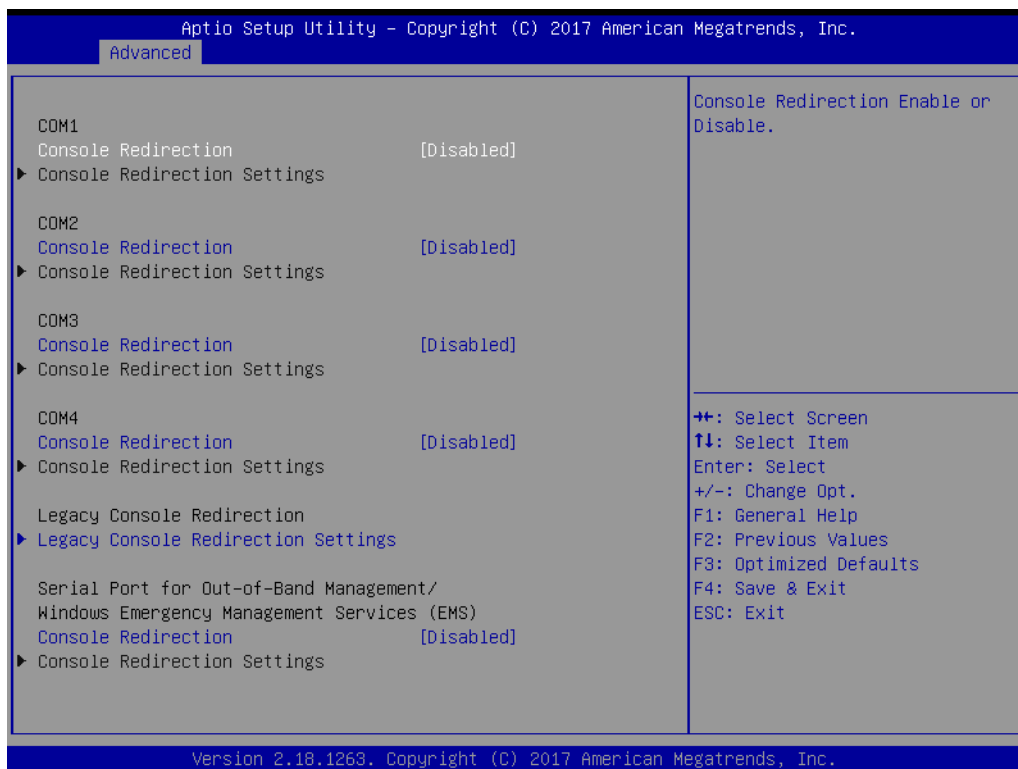 Aptio Setup Utility – Copyright (C) 2017 American Megatrends, Inc.
Advanced
COM1
Console Redirection [Disabled]
▶ Console Redirection Settings
COM2
Console Redirection [Disabled]
▶ Console Redirection Settings
COM3
Console Redirection [Disabled]
▶ Console Redirection Settings
COM4
Console Redirection [Disabled]
▶ Console Redirection Settings
Legacy Console Redirection
▶ Legacy Console Redirection Settings
Serial Port for Out-of-Band Management/
Windows Emergency Management Services (EMS)
Console Redirection [Disabled]
▶ Console Redirection Settings
Console Redirection Enable or
Disable.
→←: Select Screen
↑↓: Select Item
Enter: Select
+/-: Change Opt.
F1: General Help
F2: Previous Values
F3: Optimized Defaults
F4: Save & Exit
ESC: Exit
Version 2.18.1263. Copyright (C) 2017 American Megatrends, Inc.